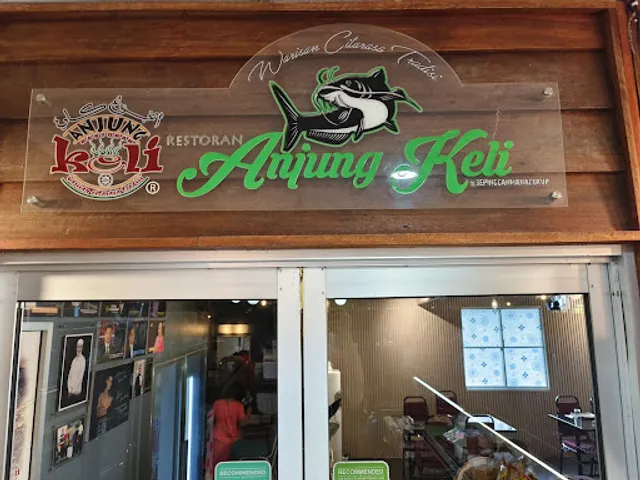 Warisan Citarasa Tradisi
ANJUNG
keli
®
RESTORAN
Anjung Keli
RECOMMENDED
RECOMMENDED